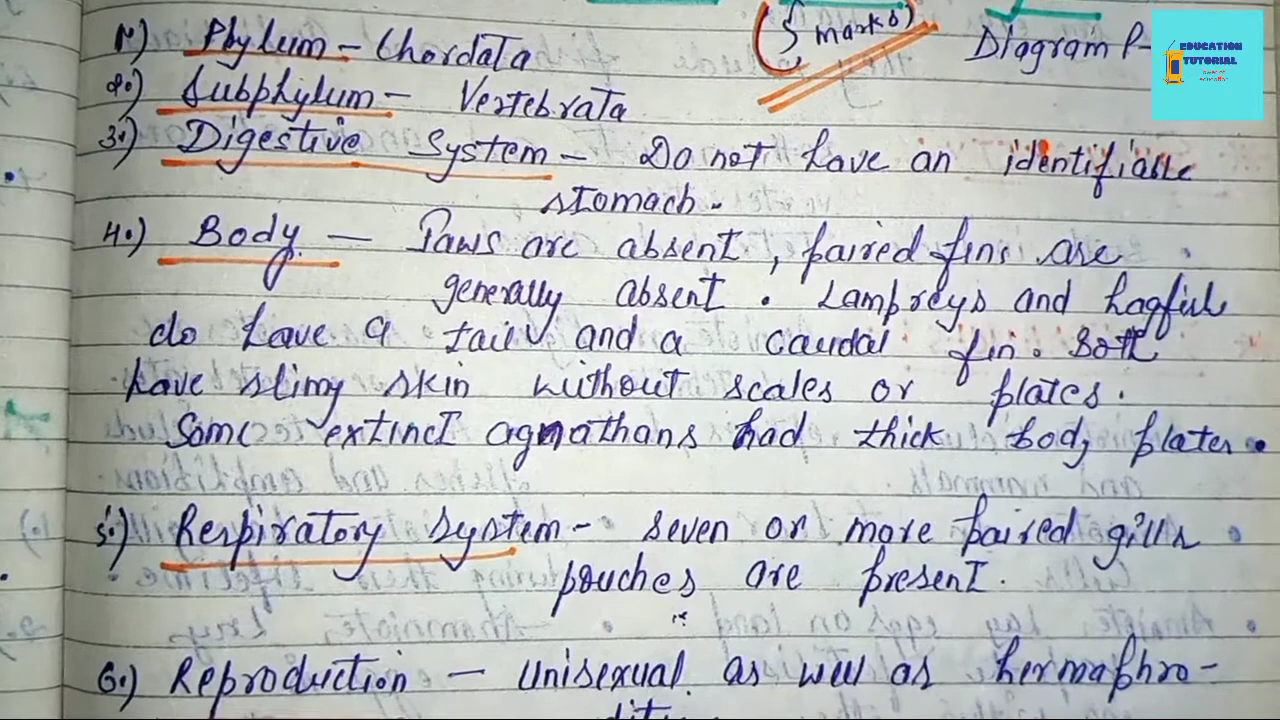 1.) Phylum - Chordata
(5 marks)
Diagram P-
EDUCATION
TUTORIAL
power of
education
2.) Subphylum - Vertebrata
3.) Digestive System - Do not have an identifiable
stomach.
4.) Body - Jaws are absent, paired fins are
generally absent. Lampreys and hagfish
do have a tail and a caudal fin. Both
have slimy skin without scales or plates.
Some extinct agnathans had thick body plates.
5.) Respiratory System - Seven or more paired gills
pouches are present.
6.) Reproduction - Unisexual as well as hermaphro-